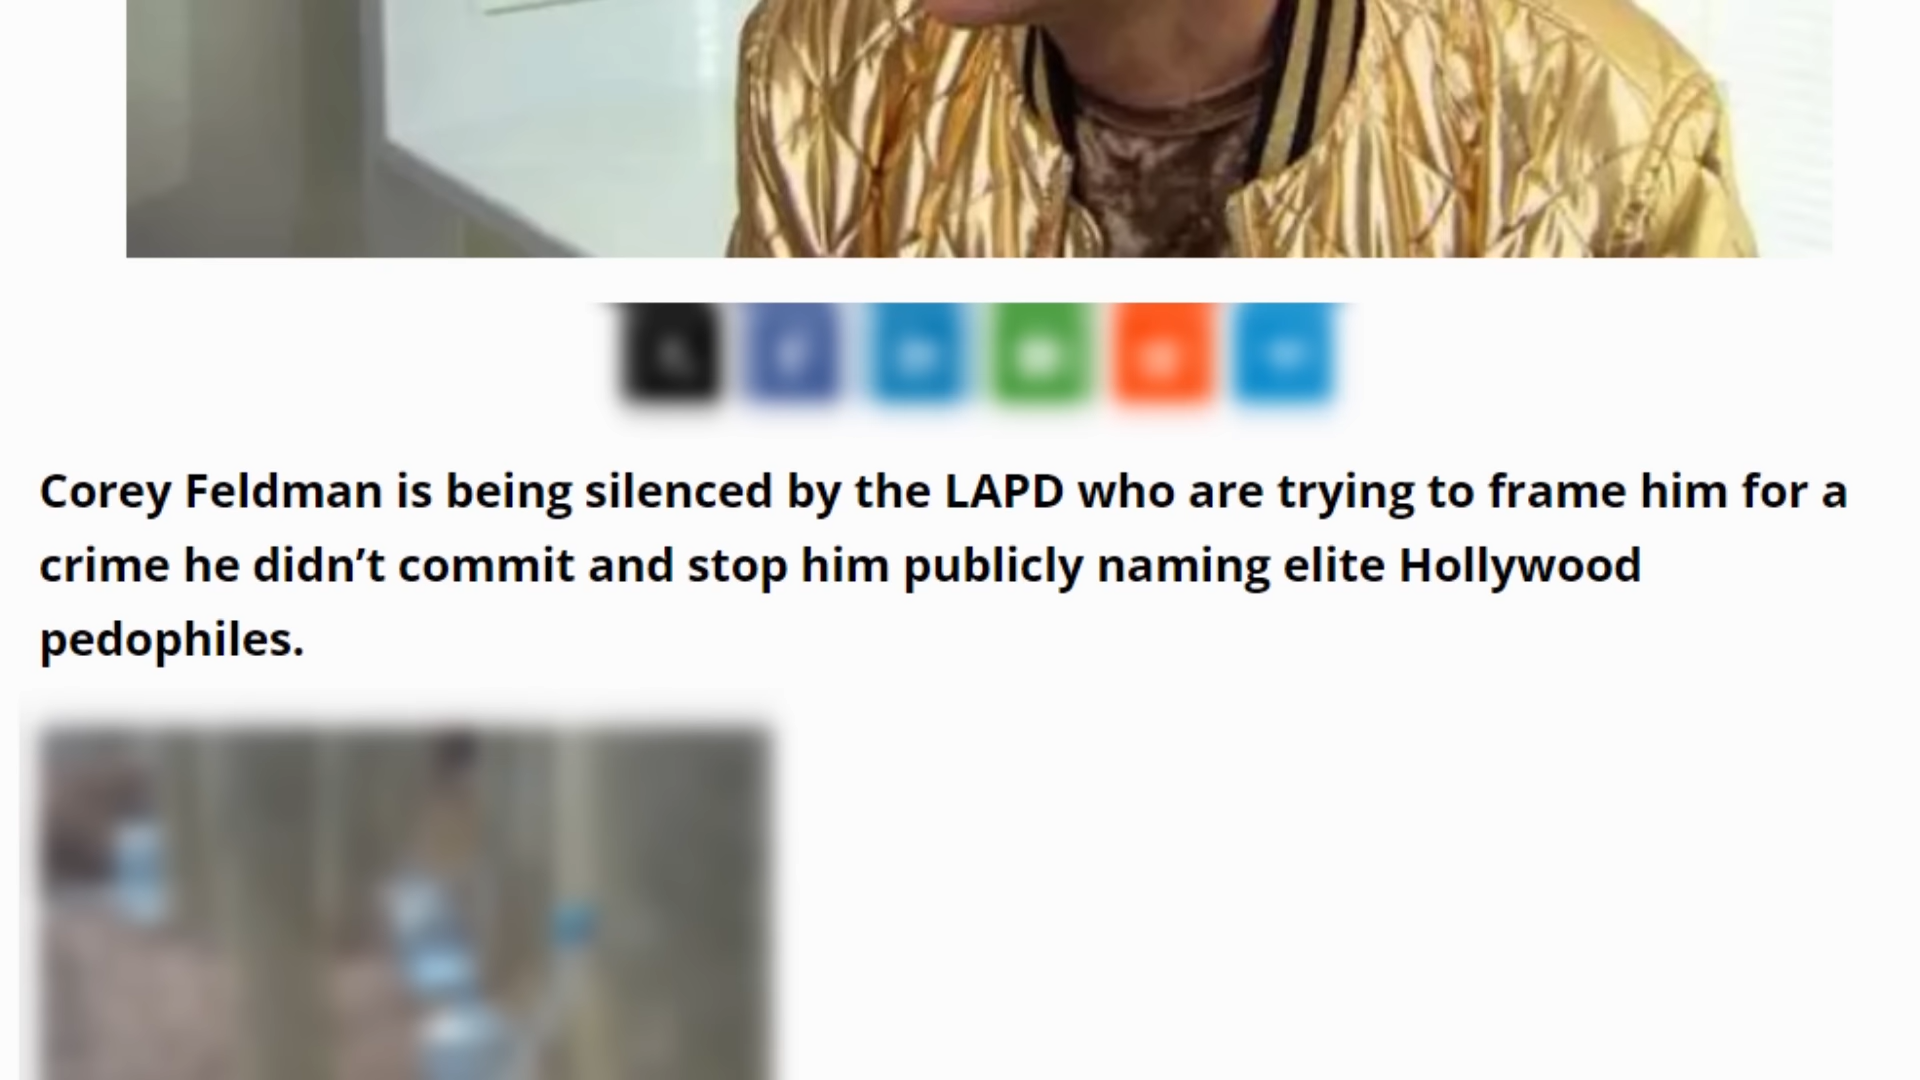 Corey Feldman is being silenced by the LAPD who are trying to frame him for a
crime he didn’t commit and stop him publicly naming elite Hollywood
pedophiles.